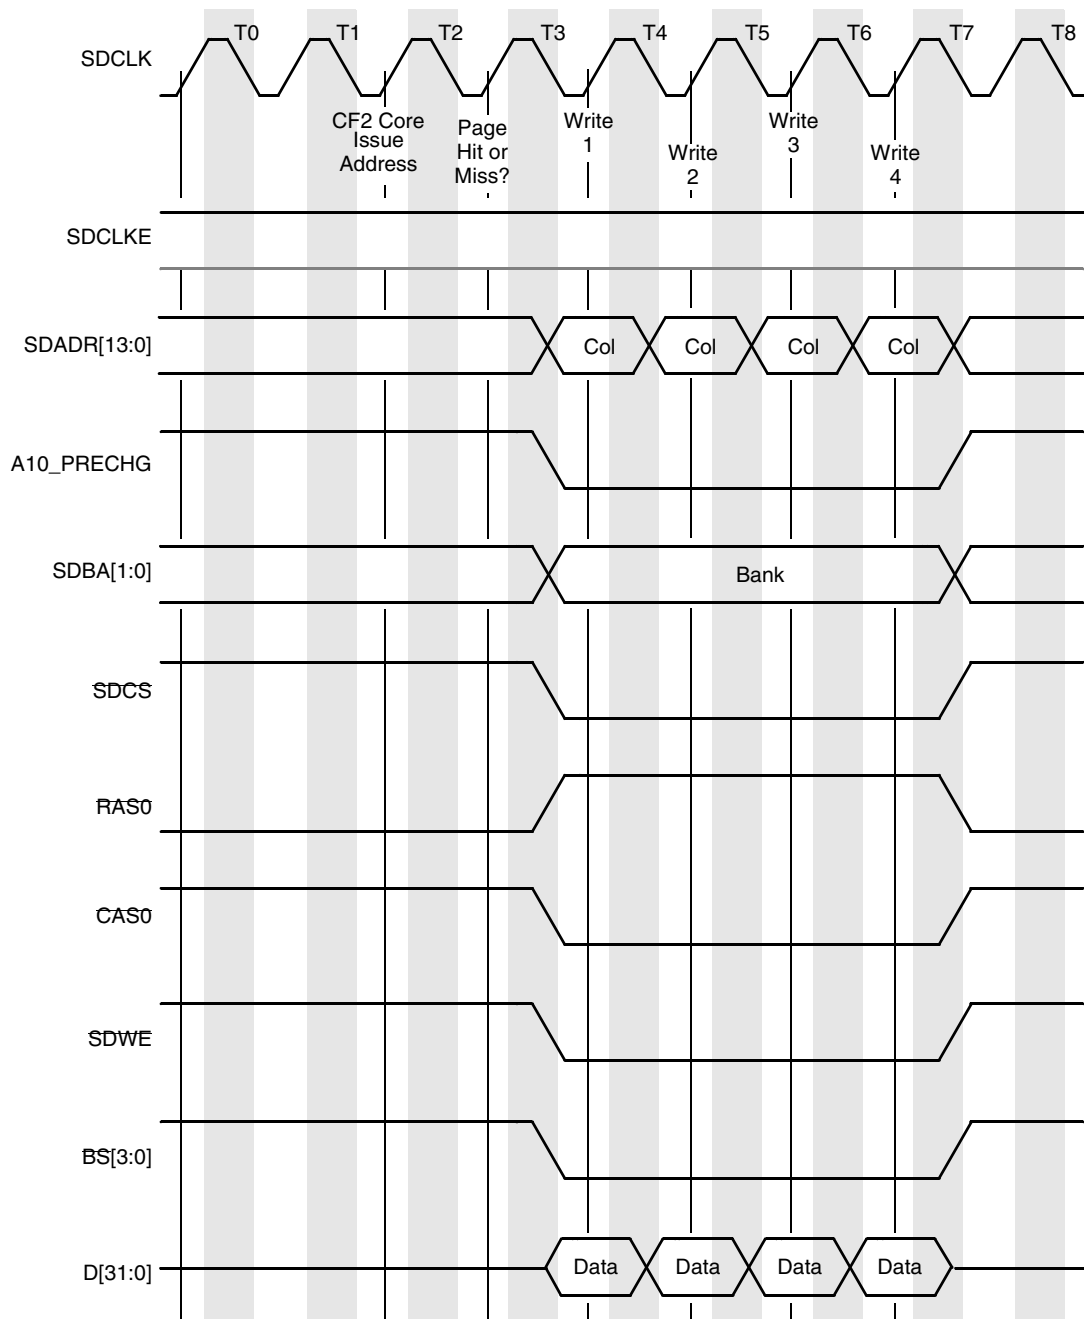 T0 T1 T2 T3 T4 T5 T6 T7 T8
SDCLK
CF2 Core
Issue
Address
Page
Hit or
Miss?
Write
1
Write
2
Write
3
Write
4
SDCLKE
SDADR[13:0] Col Col Col Col
A10_PRECHG
SDBA[1:0] Bank
SDCS
RAS0
CAS0
SDWE
BS[3:0]
D[31:0] Data Data Data Data